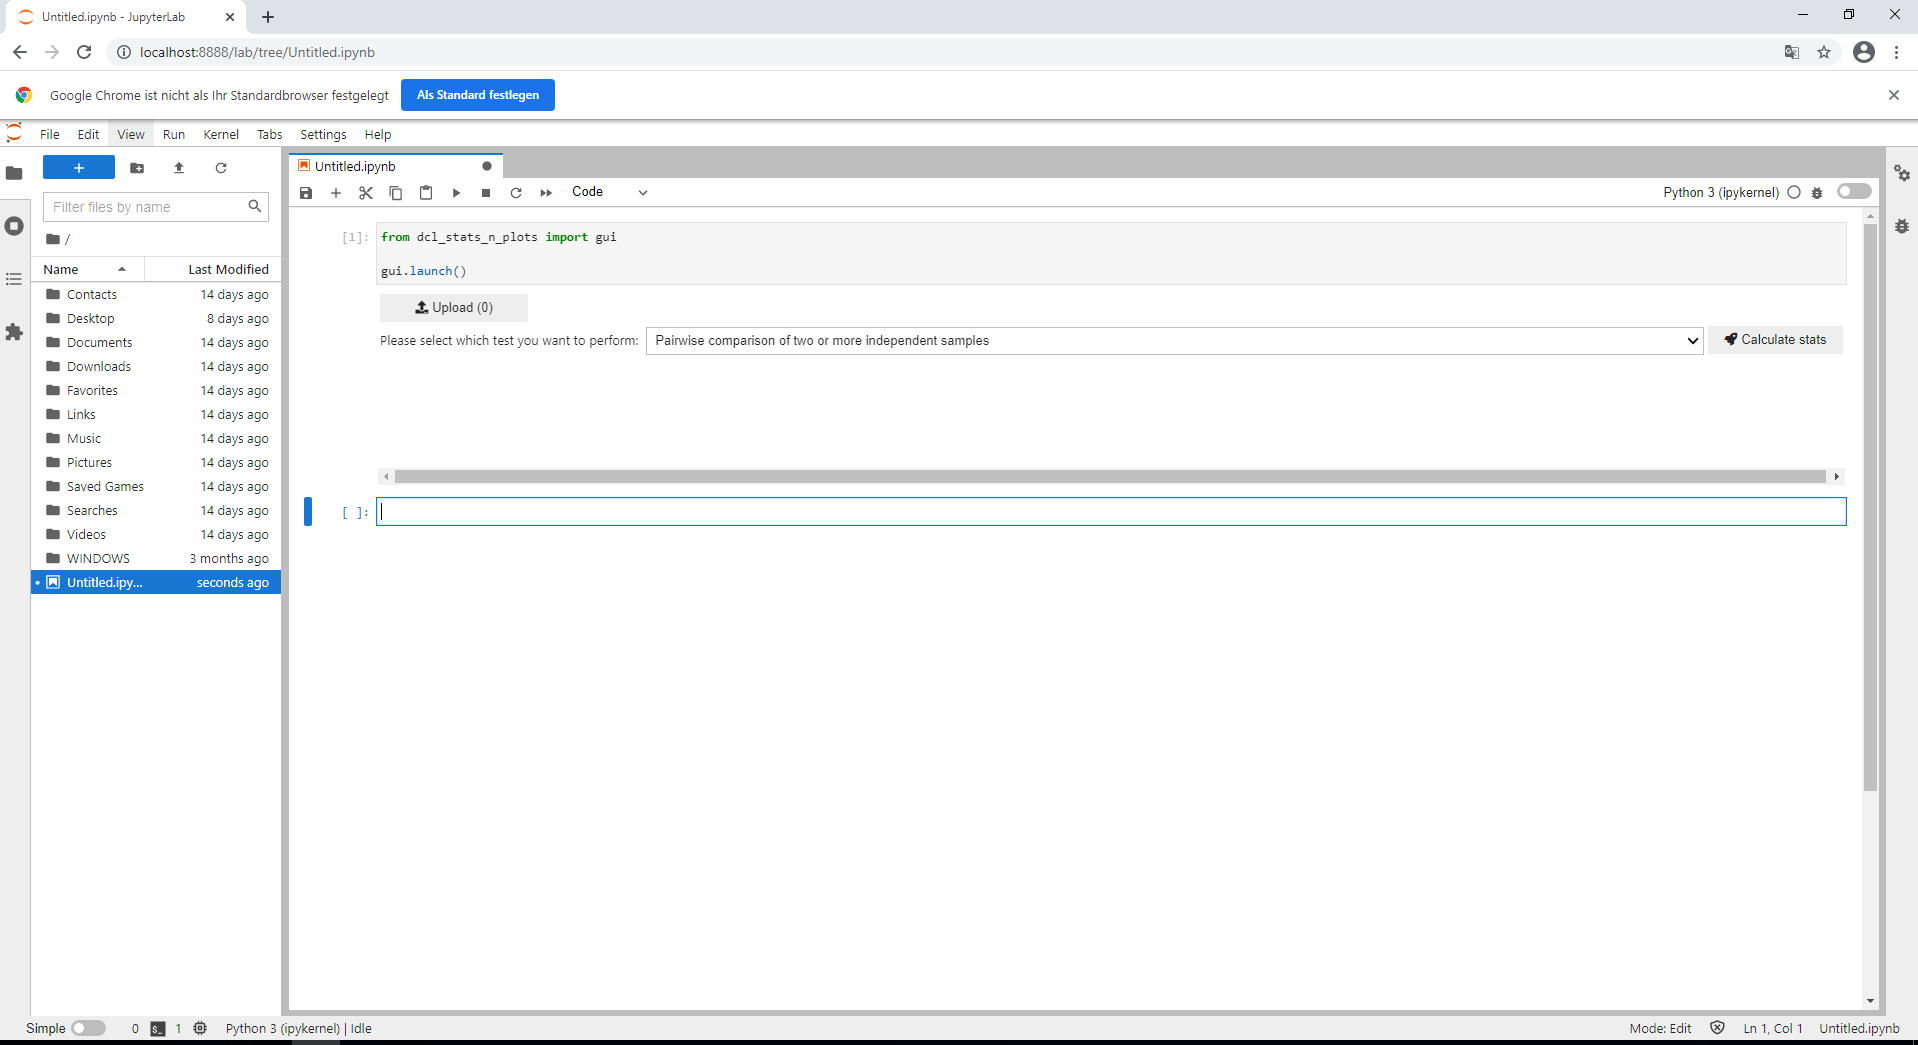 Untitled.ipynb - JupyterLab
localhost:8888/lab/tree/Untitled.ipynb
Google Chrome ist nicht als Ihr Standardbrowser festgelegt Als Standard festlegen
File Edit View Run Kernel Tabs Settings Help
Untitled.ipynb
Code
Python 3 (ipykernel)
Filter files by name
/
Name Last Modified
Contacts 14 days ago
Desktop 8 days ago
Documents 14 days ago
Downloads 14 days ago
Favorites 14 days ago
Links 14 days ago
Music 14 days ago
Pictures 14 days ago
Saved Games 14 days ago
Searches 14 days ago
Videos 14 days ago
WINDOWS 3 months ago
Untitled.ipy... seconds ago
[1]: from dcl_stats_n_plots import gui
gui.launch()
Upload (0)
Please select which test you want to perform: Pairwise comparison of two or more independent samples Calculate stats
[ ]:
Simple 0 $_ 1 Python 3 (ipykernel) | Idle Mode: Edit Ln 1, Col 1 Untitled.ipynb